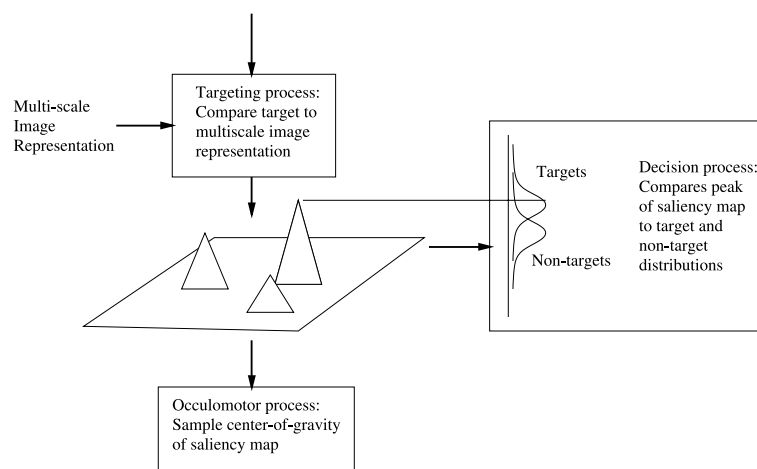 Targeting process:
Compare target to
multiscale image
representation
Multi-scale
Image
Representation
Targets
Non-targets
Decision process:
Compares peak
of saliency map
to target and
non-target
distributions
Occulomotor process:
Sample center-of-gravity
of saliency map